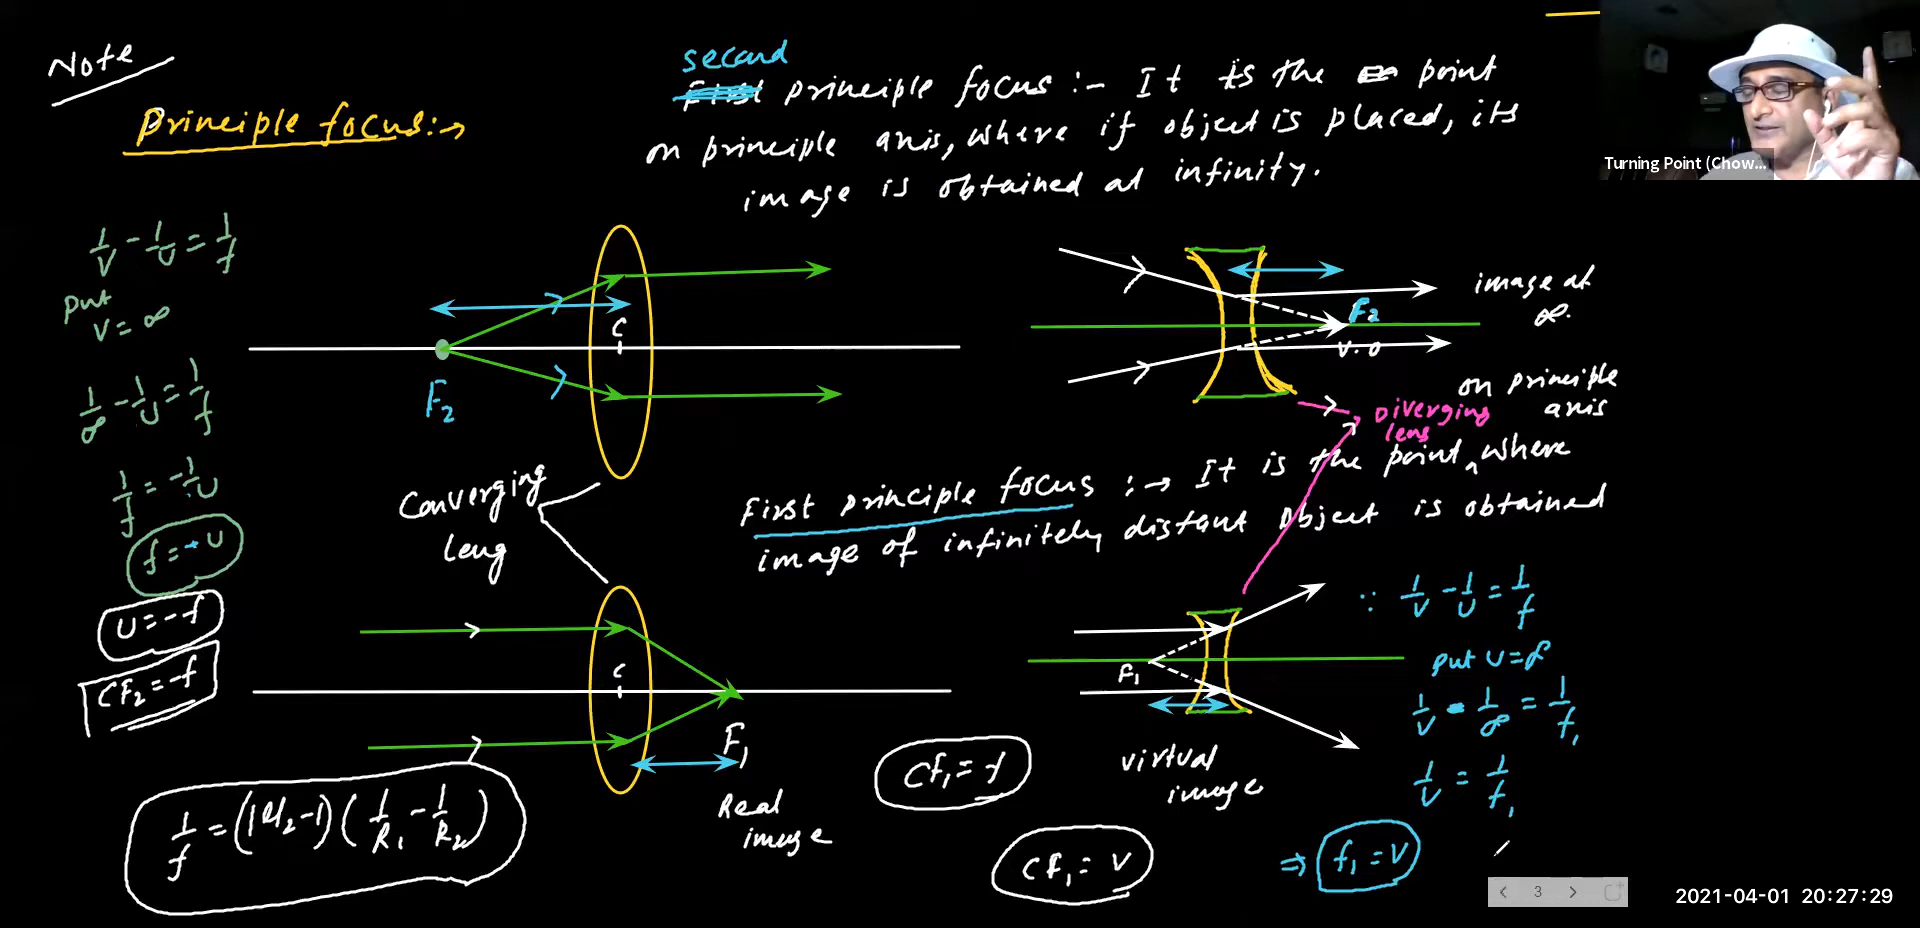 Note
Principle focus:→
second
First principle focus :- It is the point
on principle axis, where if object is placed, its
image is obtained at infinity.
Turning Point (Chow...
1/v - 1/u = 1/f
put
v = ∞
1/∞ - 1/u = 1/f
1/f = -1/u
f = -u
u = -f
CF₂ = -f
C
F₂
F₂
v.o
image at
∞.
on principle
axis
Diverging
lens
Converging
leng
First principle focus :→ It is the point, where
image of infinitely distant object is obtained
C
F₁
Real
image
F₁
virtual
image
Cf₁ = f
Cf₁ = v
∵ 1/v - 1/u = 1/f
put u = ∞
1/v - 1/∞ = 1/f₁
1/v = 1/f₁
⇒ f₁ = v
1/f = (1μ2 - 1)(1/R₁ - 1/R₂)
3
2021-04-01 20:27:29